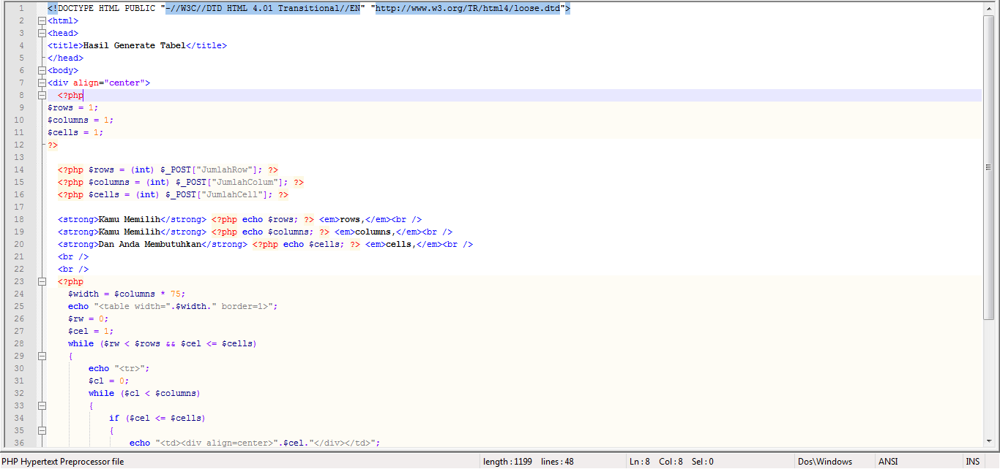 1 <!DOCTYPE HTML PUBLIC "-//W3C//DTD HTML 4.01 Transitional//EN" "http://www.w3.org/TR/html4/loose.dtd">
2 <html>
3 <head>
4 <title>Hasil Generate Tabel</title>
5 </head>
6 <body>
7 <div align="center">
8 <?php
9 $rows = 1;
10 $columns = 1;
11 $cells = 1;
12 ?>
13
14 <?php $rows = (int) $_POST["JumlahRow"]; ?>
15 <?php $columns = (int) $_POST["JumlahColum"]; ?>
16 <?php $cells = (int) $_POST["JumlahCell"]; ?>
17
18 <strong>Kamu Memilih</strong> <?php echo $rows; ?> <em>rows,</em><br />
19 <strong>Kamu Memilih</strong> <?php echo $columns; ?> <em>columns,</em><br />
20 <strong>Dan Anda Membutuhkan</strong> <?php echo $cells; ?> <em>cells,</em><br />
21 <br />
22 <br />
23 <?php
24 $width = $columns * 75;
25 echo "<table width=".$width." border=1>";
26 $rw = 0;
27 $cel = 1;
28 while ($rw < $rows && $cel <= $cells)
29 {
30 echo "<tr>";
31 $cl = 0;
32 while ($cl < $columns)
33 {
34 if ($cel <= $cells)
35 {
36 echo "<td><div align=center>".$cel."</div></td>";
PHP Hypertext Preprocessor file length : 1199 lines : 48 Ln : 8 Col : 8 Sel : 0 Dos\Windows ANSI INS